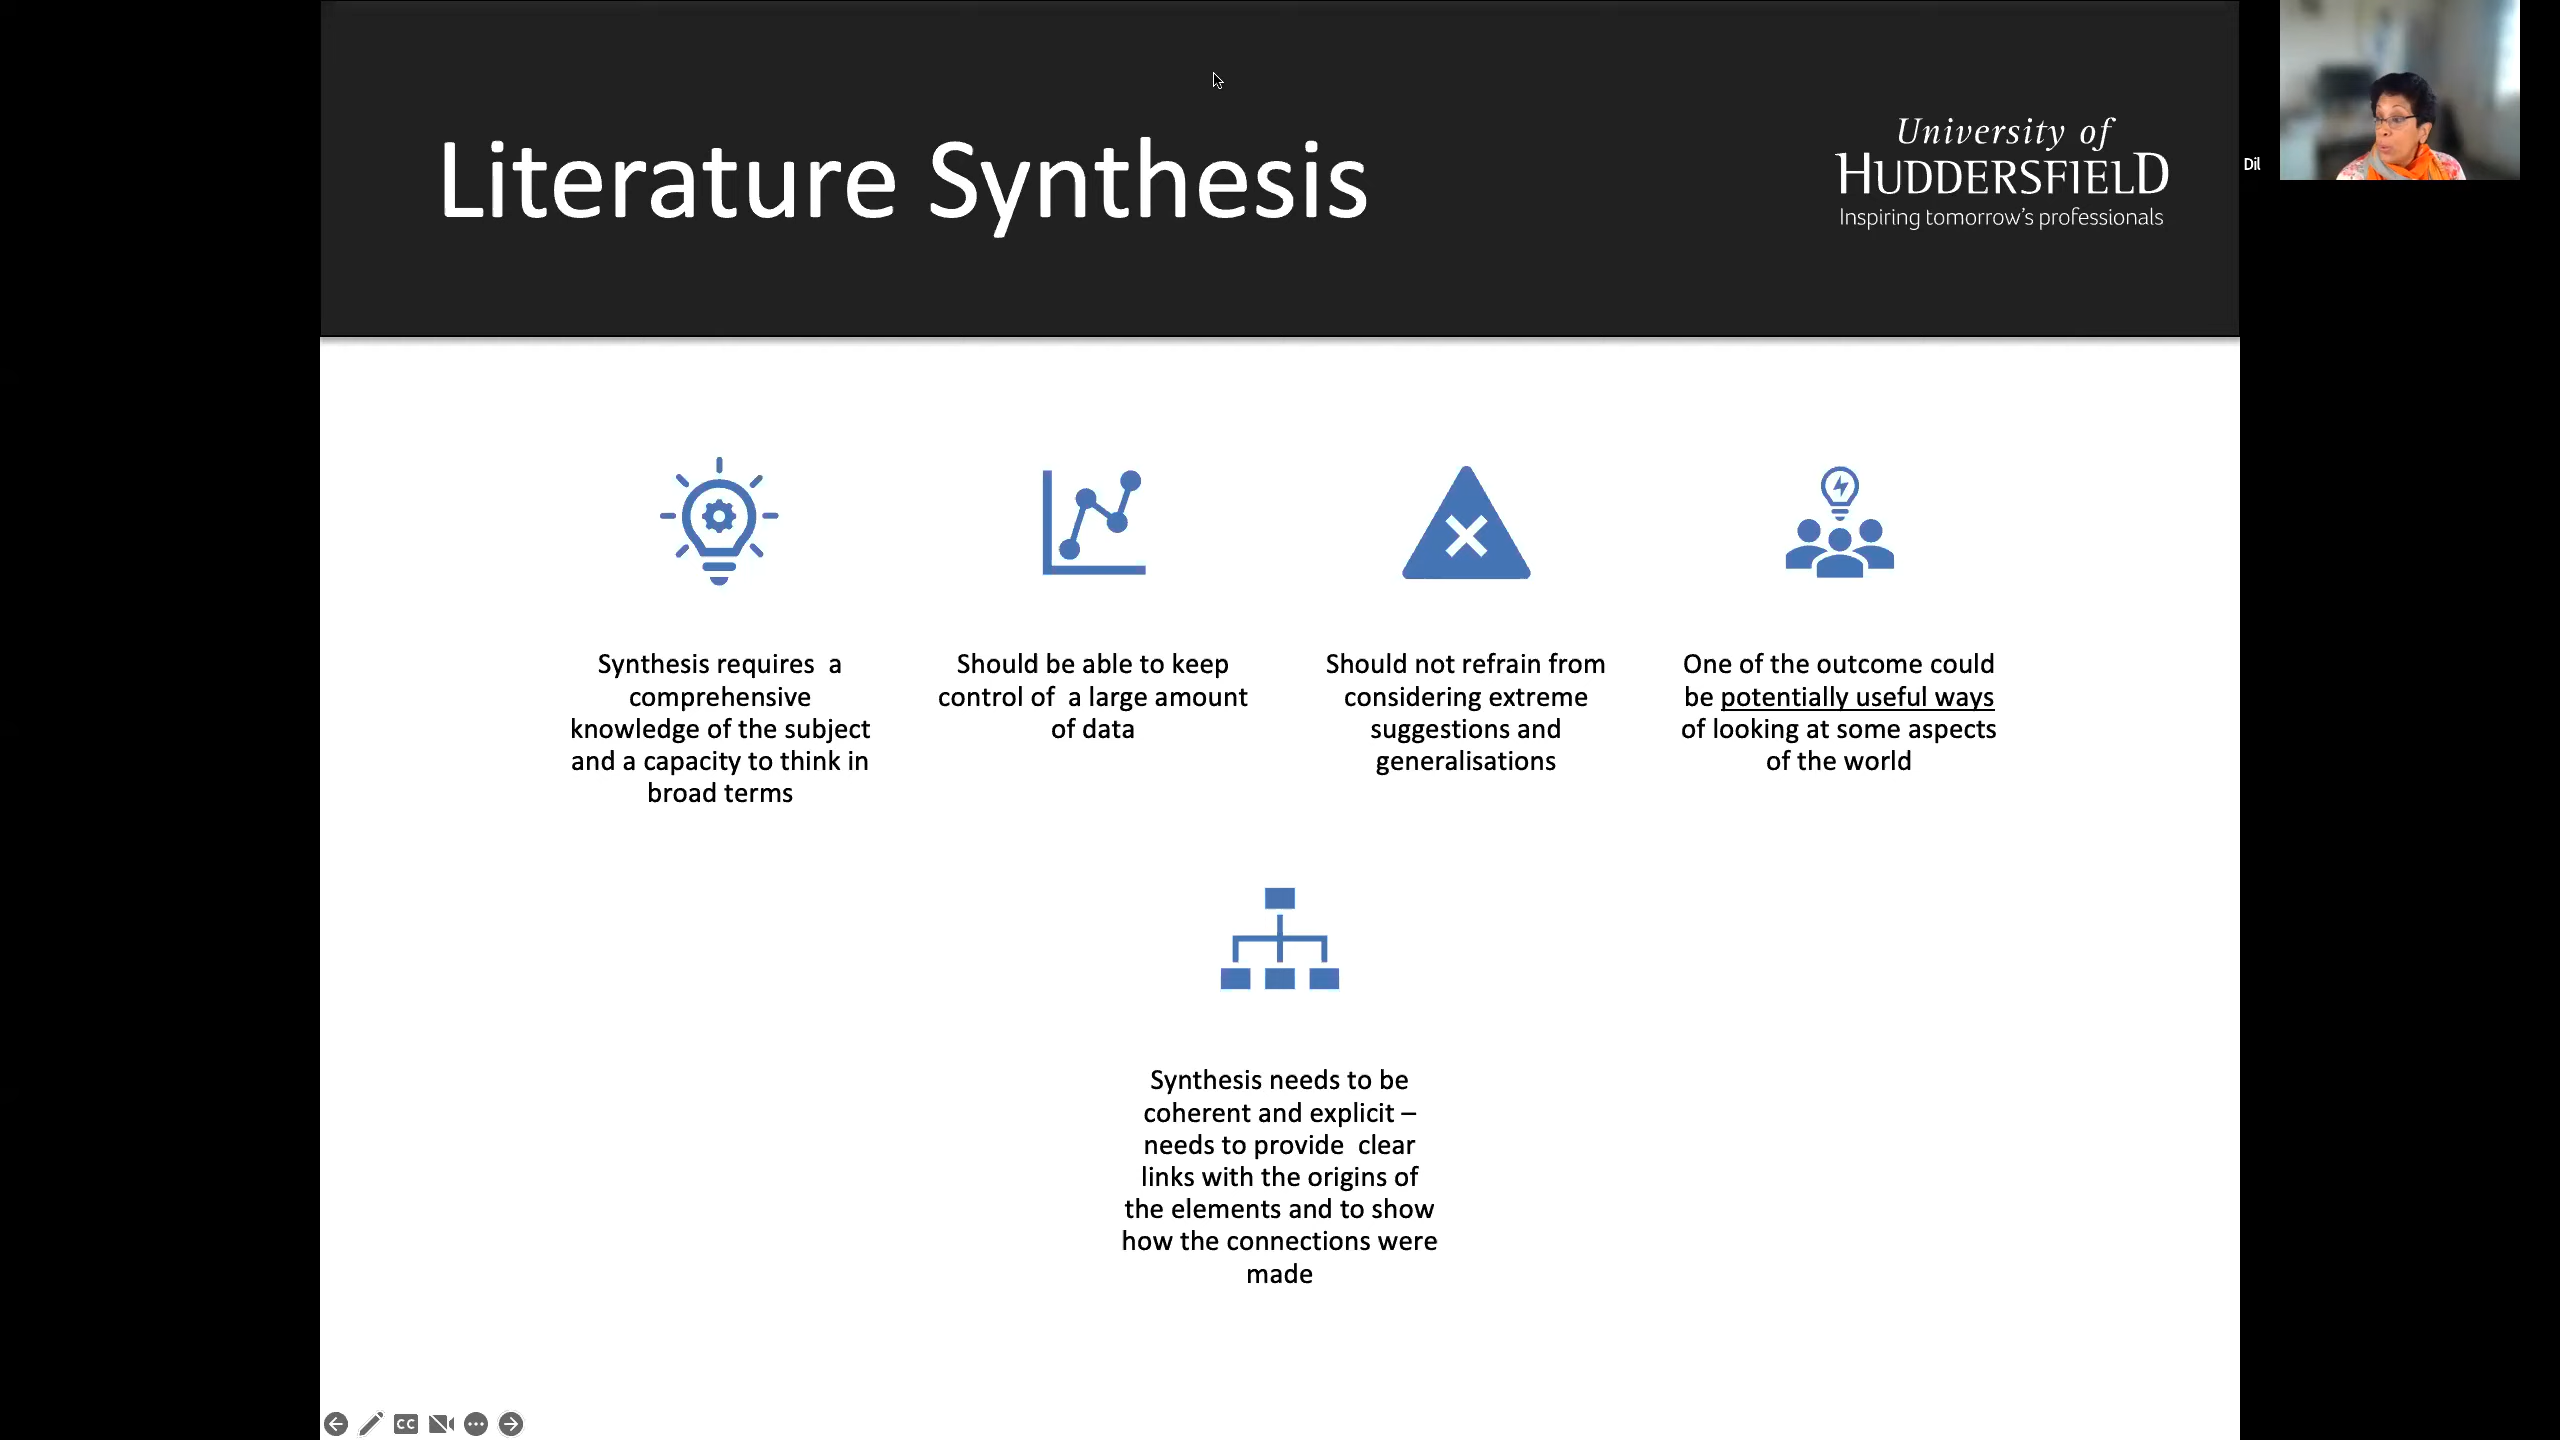 Literature Synthesis
University of
HUDDERSFIELD
Inspiring tomorrow's professionals
Dil
Synthesis requires a
comprehensive
knowledge of the subject
and a capacity to think in
broad terms
Should be able to keep
control of a large amount
of data
Should not refrain from
considering extreme
suggestions and
generalisations
One of the outcome could
be potentially useful ways
of looking at some aspects
of the world
Synthesis needs to be
coherent and explicit –
needs to provide clear
links with the origins of
the elements and to show
how the connections were
made
CC